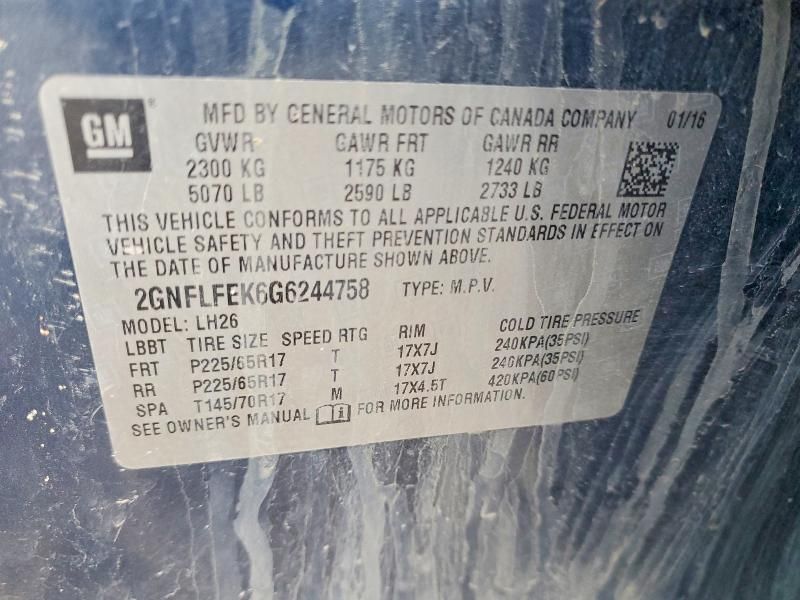 GM ® MFD BY GENERAL MOTORS OF CANADA COMPANY 01/16
GVWR GAWR FRT GAWR RR
2300 KG 1175 KG 1240 KG
5070 LB 2590 LB 2733 LB
THIS VEHICLE CONFORMS TO ALL APPLICABLE U.S. FEDERAL MOTOR
VEHICLE SAFETY AND THEFT PREVENTION STANDARDS IN EFFECT ON
THE DATE OF MANUFACTURE SHOWN ABOVE.
2GNFLFEK6G6244758 TYPE: M.P.V.
MODEL: LH26
LBBT TIRE SIZE SPEED RTG RIM COLD TIRE PRESSURE
FRT P225/65R17 T 17X7J 240KPA(35PSI)
RR P225/65R17 T 17X7J 240KPA(35PSI)
SPA T145/70R17 M 17X4.5T 420KPA(60PSI)
SEE OWNER'S MANUAL FOR MORE INFORMATION.